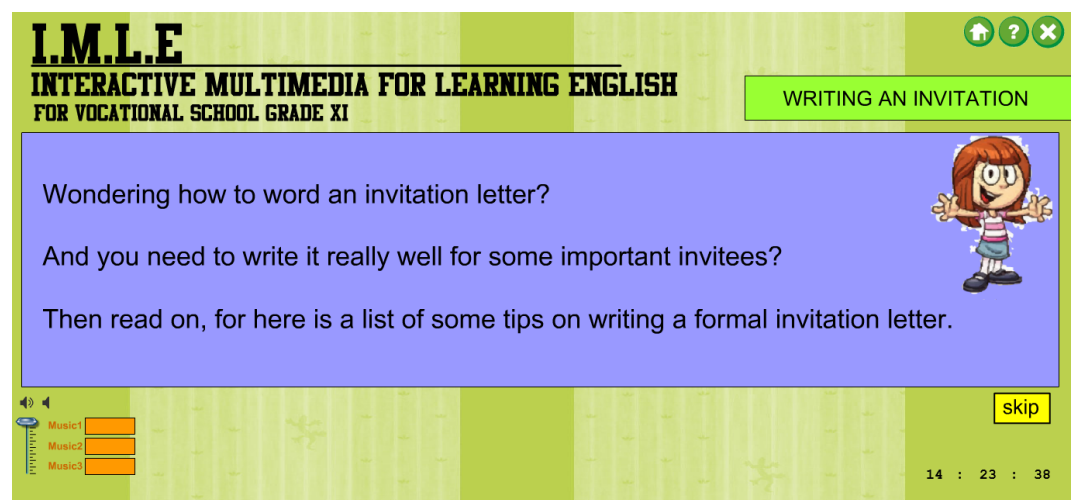 I.M.L.E
INTERACTIVE MULTIMEDIA FOR LEARNING ENGLISH
FOR VOCATIONAL SCHOOL GRADE XI
?
WRITING AN INVITATION
Wondering how to word an invitation letter?
And you need to write it really well for some important invitees?
Then read on, for here is a list of some tips on writing a formal invitation letter.
skip
Music1
Music2
Music3
14 : 23 : 38